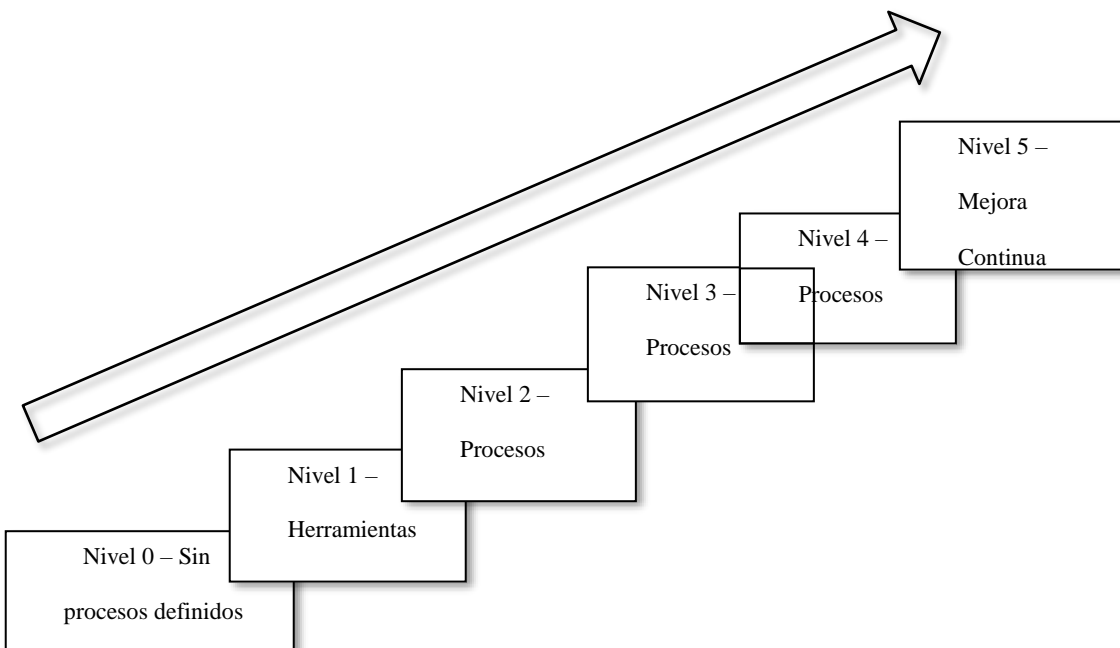 Nivel 5 –
Mejora
Continua
Nivel 4 –
Procesos
Nivel 3 –
Procesos
Nivel 2 –
Procesos
Nivel 1 –
Herramientas
Nivel 0 – Sin
procesos definidos